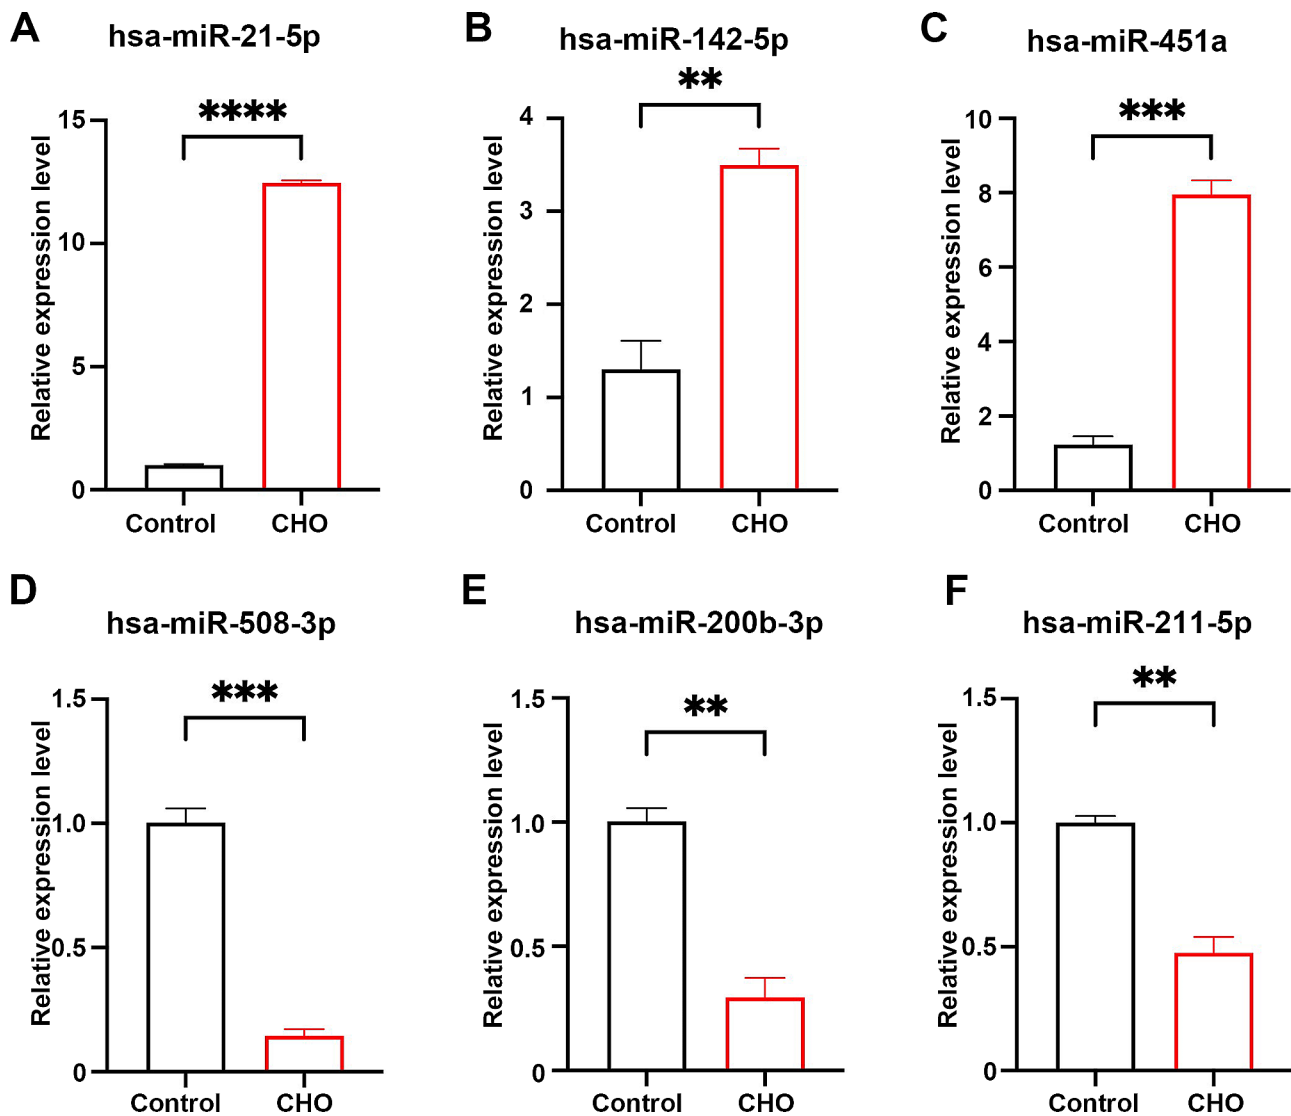 A
hsa-miR-21-5p
****
Relative expression level
15
10
5
0
Control
CHO
B
hsa-miR-142-5p
**
Relative expression level
4
3
2
1
0
Control
CHO
C
hsa-miR-451a
***
Relative expression level
10
8
6
4
2
0
Control
CHO
D
hsa-miR-508-3p
***
Relative expression level
1.5
1.0
0.5
0
Control
CHO
E
hsa-miR-200b-3p
**
Relative expression level
1.5
1.0
0.5
0
Control
CHO
F
hsa-miR-211-5p
**
Relative expression level
1.5
1.0
0.5
0
Control
CHO